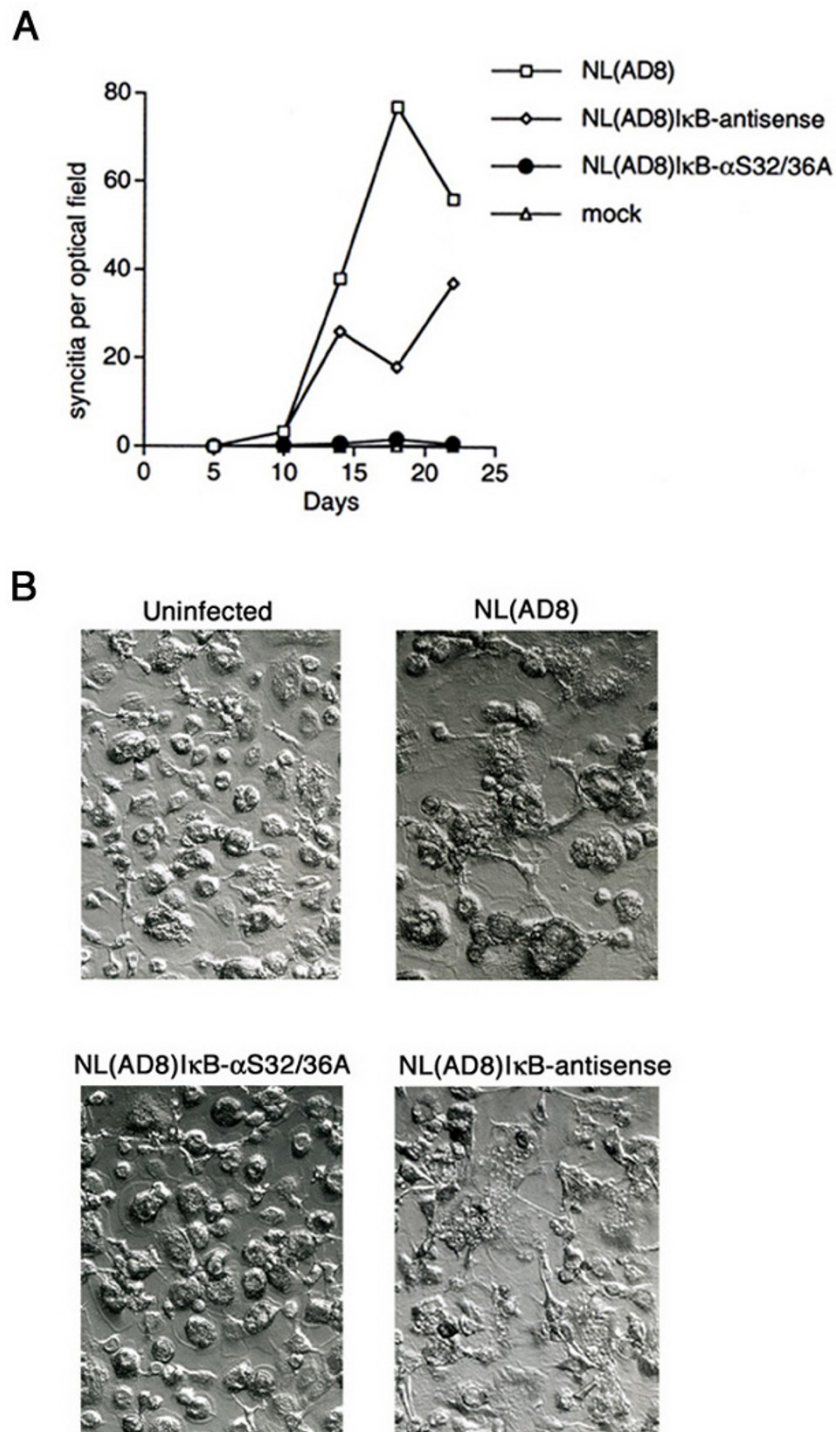 A
80
60
40
20
0
syncitia per optical field
0 5 10 15 20 25
Days
NL(AD8)
NL(AD8)IκB-antisense
NL(AD8)IκB-αS32/36A
mock
B
Uninfected
NL(AD8)
NL(AD8)IκB-αS32/36A
NL(AD8)IκB-antisense